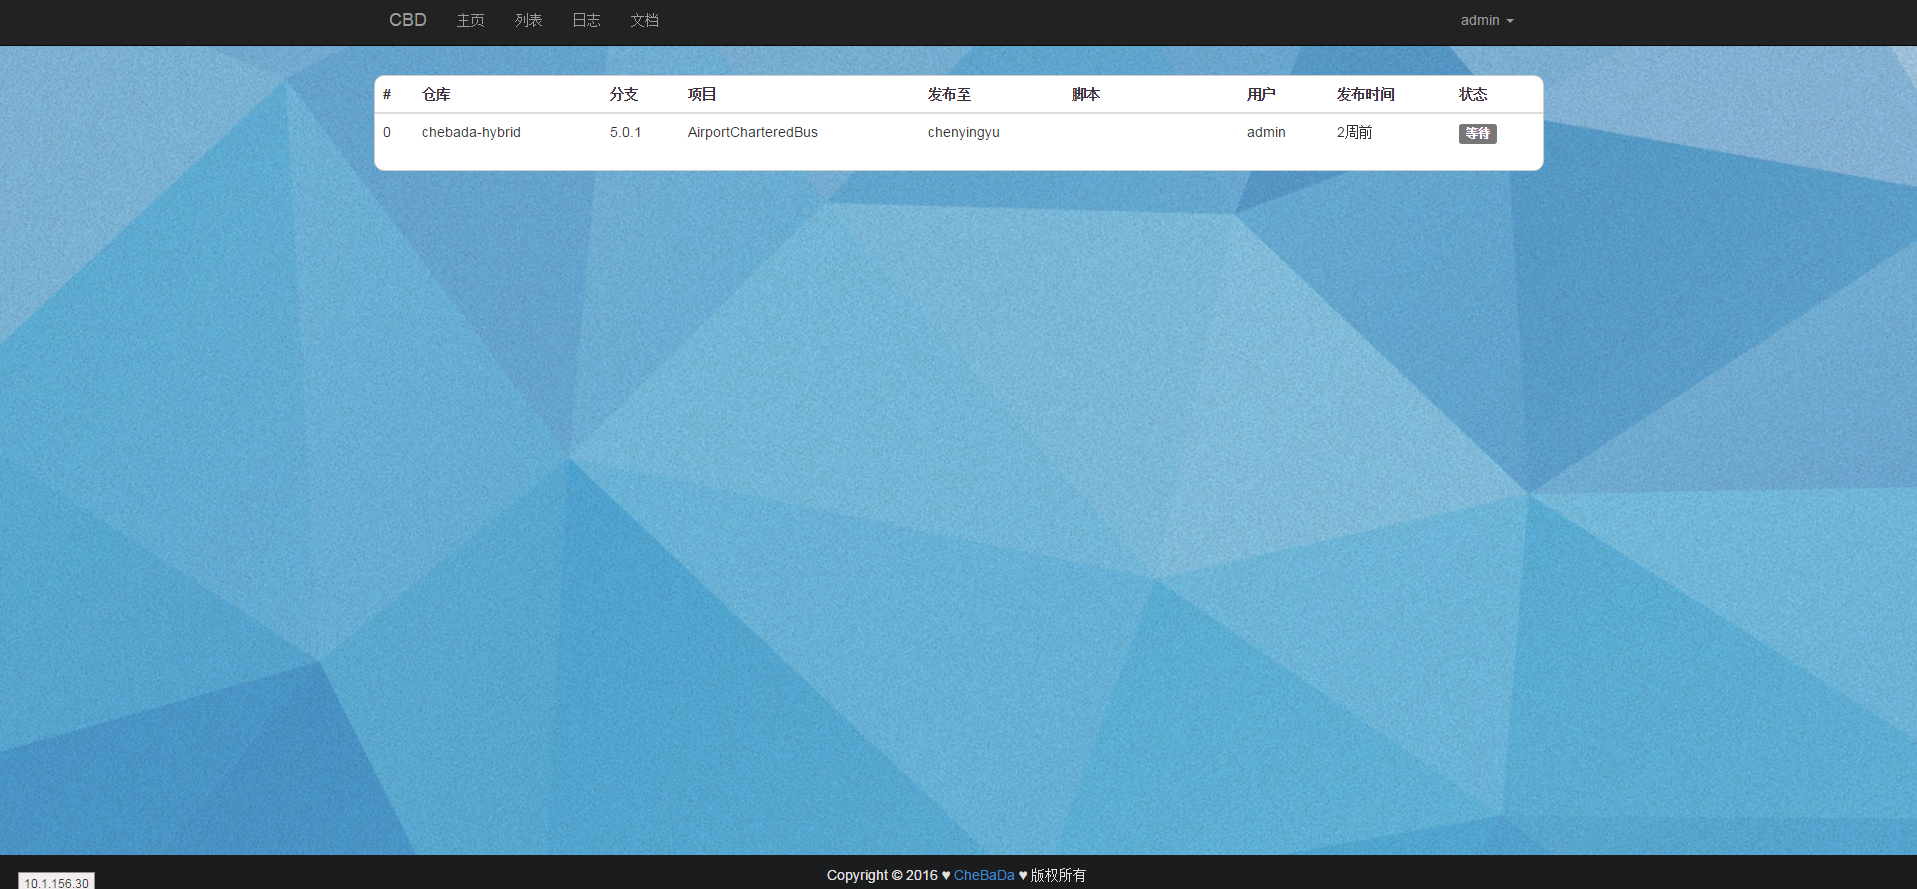 CBD 主页 列表 日志 文档 admin
# 仓库 分支 项目 发布至 脚本 用户 发布时间 状态
0 chebada-hybrid 5.0.1 AirportCharteredBus chenyingyu admin 2周前 等待
Copyright © 2016 ♥ CheBaDa ♥ 版权所有
10.1.156.30